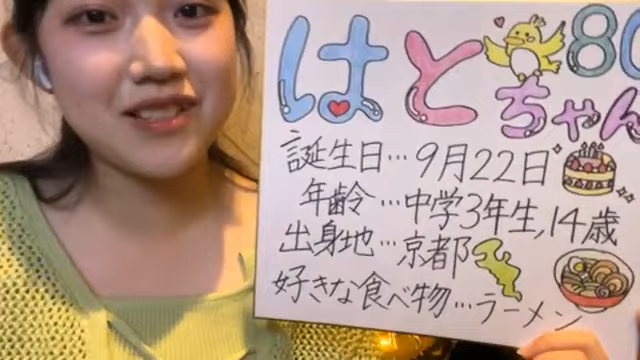 はとちゃん 80
誕生日…9月22日
年齢…中学3年生,14歳
出身地…京都
好きな食べ物…ラーメン